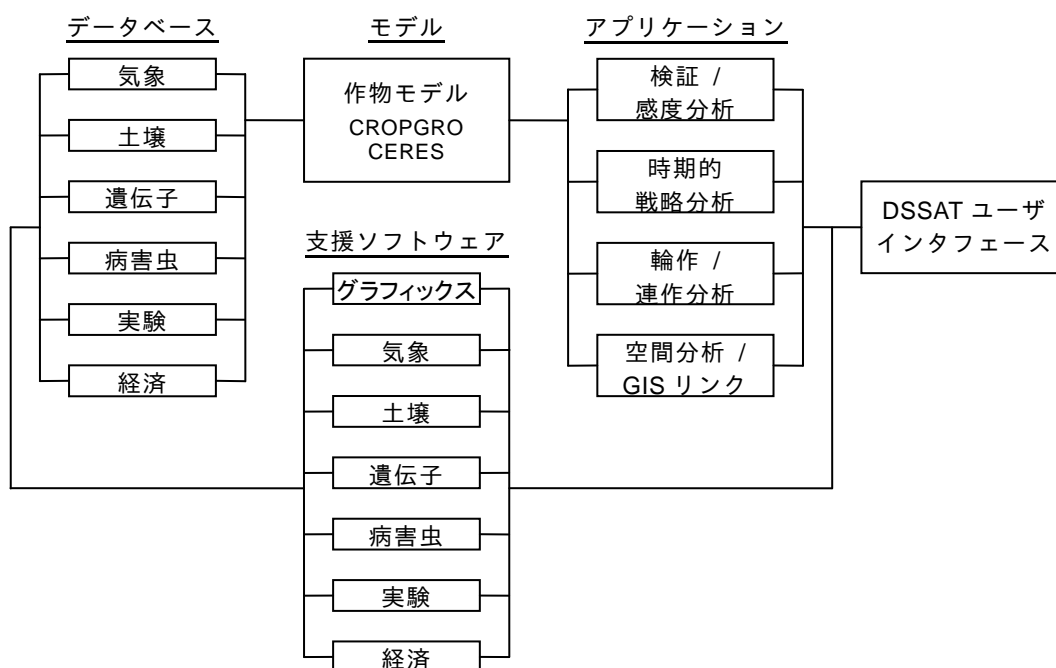 データベース
気象
土壌
遺伝子
病害虫
実験
経済
モデル
作物モデル
CROPGRO
CERES
支援ソフトウェア
グラフィックス
気象
土壌
遺伝子
病害虫
実験
経済
アプリケーション
検証 /
感度分析
時期的
戦略分析
輪作 /
連作分析
空間分析 /
GIS リンク
DSSAT ユーザ
インタフェース